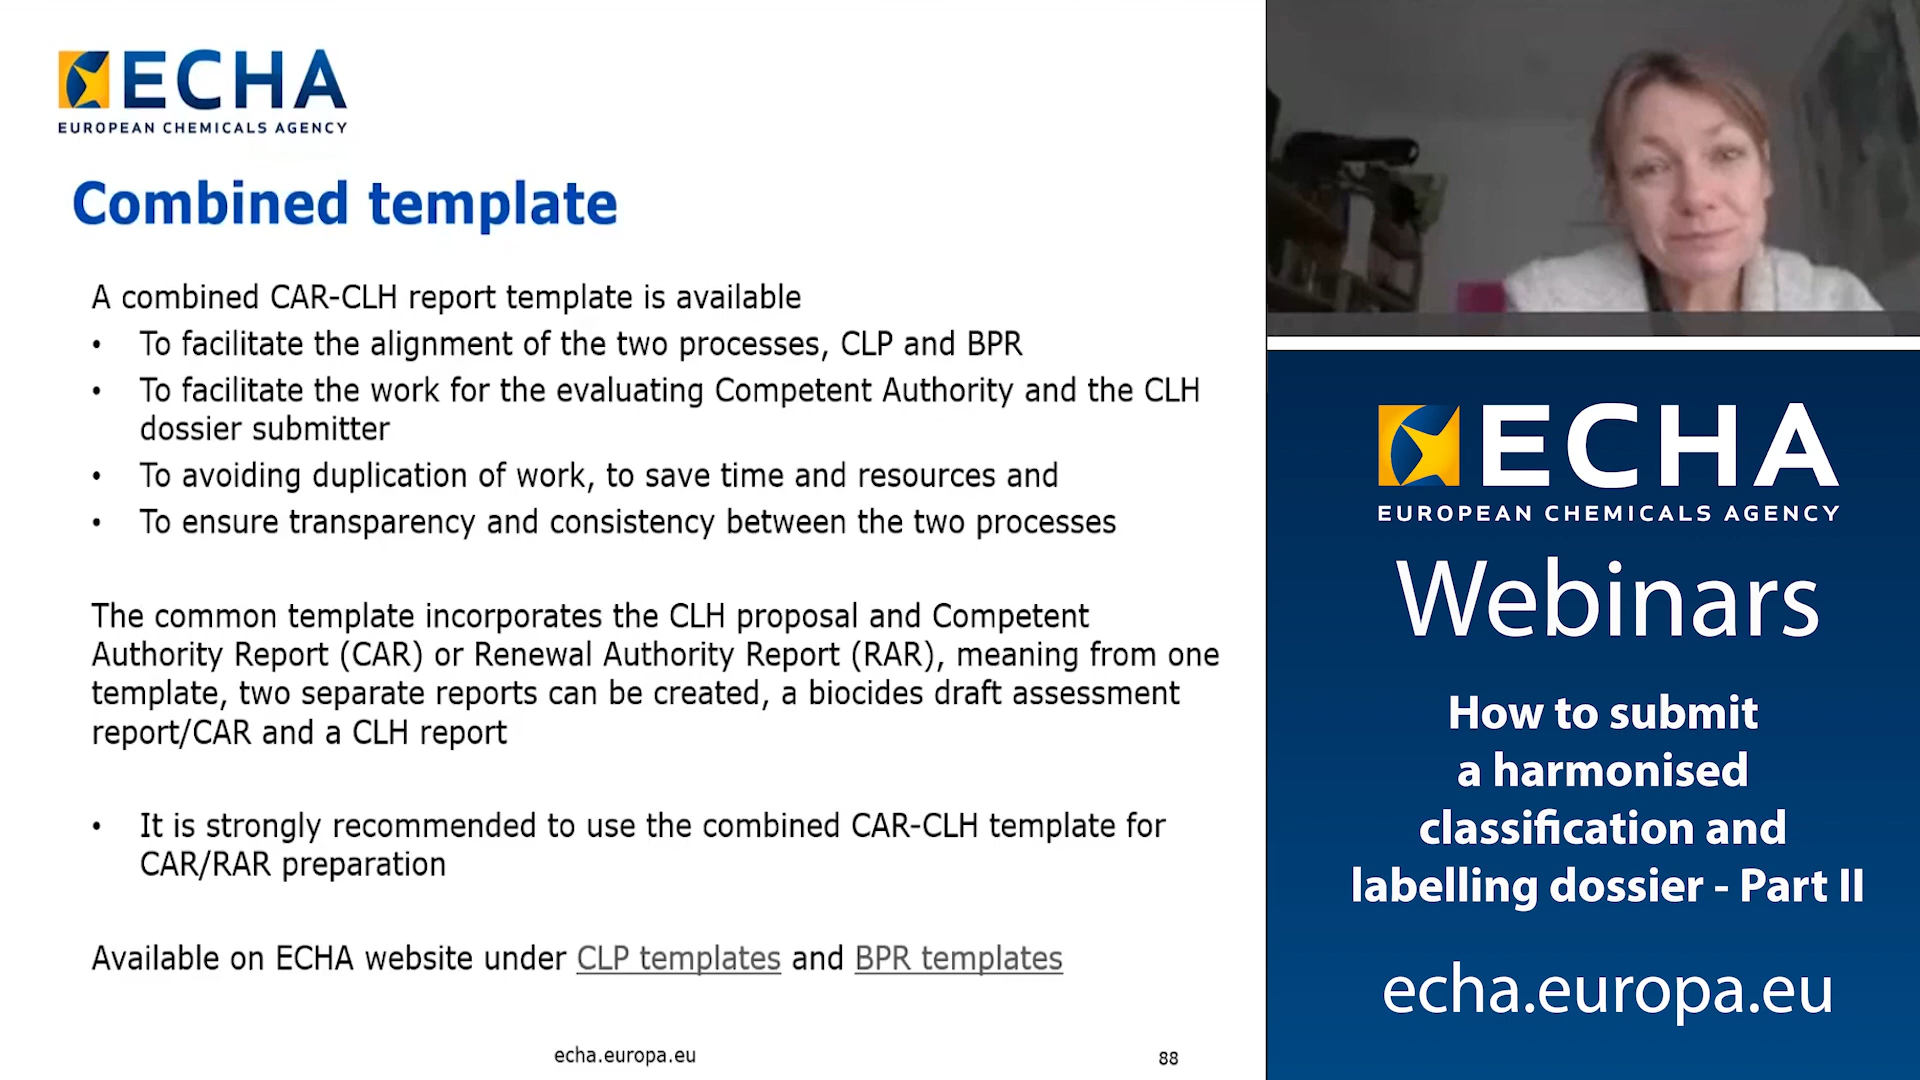 ECHA
EUROPEAN CHEMICALS AGENCY
Combined template
A combined CAR-CLH report template is available
• To facilitate the alignment of the two processes, CLP and BPR
• To facilitate the work for the evaluating Competent Authority and the CLH
dossier submitter
• To avoiding duplication of work, to save time and resources and
• To ensure transparency and consistency between the two processes
The common template incorporates the CLH proposal and Competent
Authority Report (CAR) or Renewal Authority Report (RAR), meaning from one
template, two separate reports can be created, a biocides draft assessment
report/CAR and a CLH report
• It is strongly recommended to use the combined CAR-CLH template for
CAR/RAR preparation
Available on ECHA website under CLP templates and BPR templates
echa.europa.eu
88
ECHA
EUROPEAN CHEMICALS AGENCY
Webinars
How to submit
a harmonised
classification and
labelling dossier - Part II
echa.europa.eu